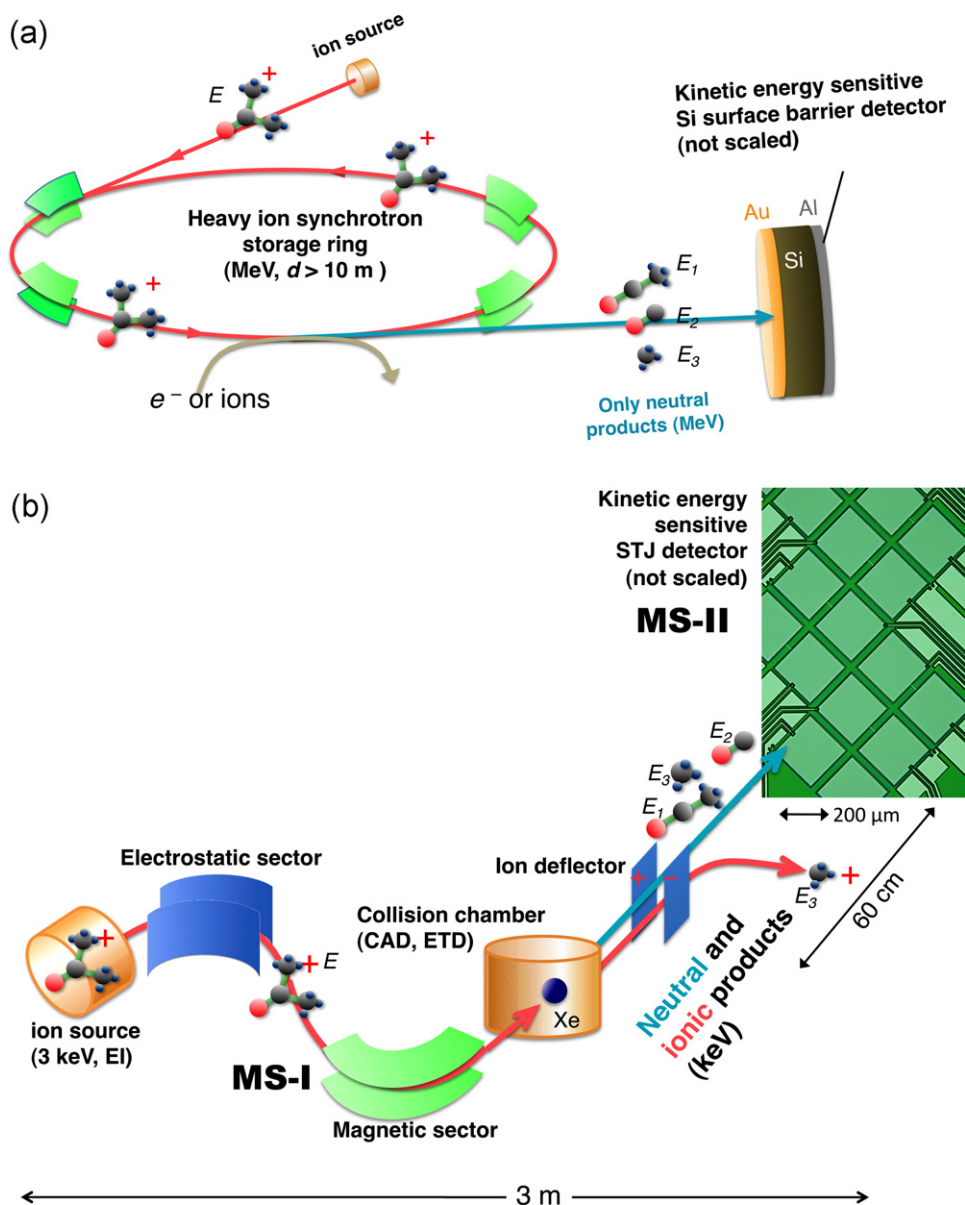 (a)
ion source
+
E
+
Kinetic energy sensitive
Si surface barrier detector
(not scaled)
Heavy ion synchrotron
storage ring
(MeV, d > 10 m )
Au
Al
Si
+
E1
E2
E3
e – or ions
Only neutral
products (MeV)
(b)
Kinetic energy
sensitive
STJ detector
(not scaled)
MS-II
E2
E3
E1
200 µm
Electrostatic sector
Ion deflector
+ –
+
E3
60 cm
Collision chamber
(CAD, ETD)
+
+ E
Xe
Neutral and
ionic products
(keV)
ion source
(3 keV, EI)
MS-I
Magnetic sector
3 m